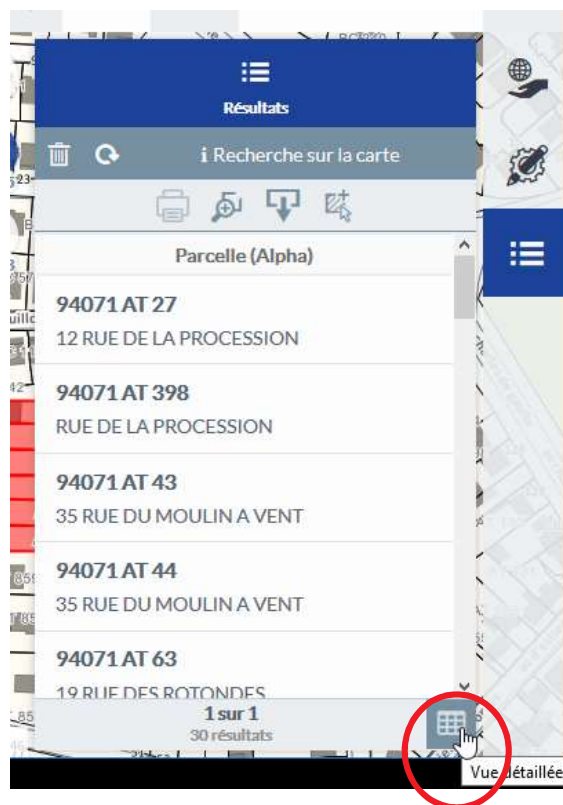 Résultats
i Recherche sur la carte
Parcelle (Alpha)
94071 AT 27
12 RUE DE LA PROCESSION
94071 AT 398
RUE DE LA PROCESSION
94071 AT 43
35 RUE DU MOULIN A VENT
94071 AT 44
35 RUE DU MOULIN A VENT
94071 AT 63
19 RUE DES ROTONDES
1 sur 1
30 résultats
Vue détaillée